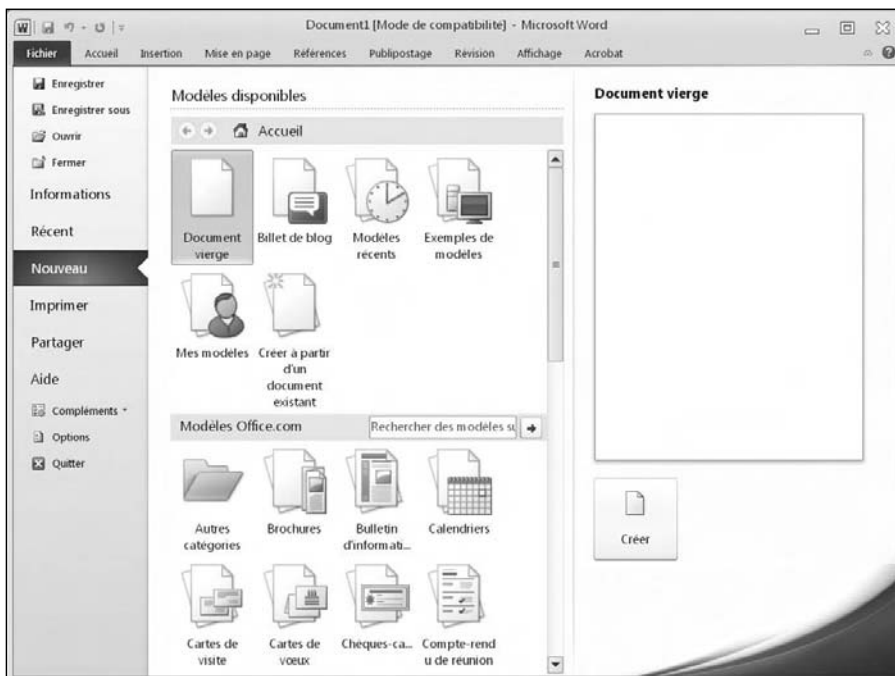 Document1 [Mode de compatibilité] - Microsoft Word
Fichier Accueil Insertion Mise en page Références Publipostage Révision Affichage Acrobat
Enregistrer
Enregistrer sous
Ouvrir
Fermer
Informations
Récent
Nouveau
Imprimer
Partager
Aide
Compléments
Options
Quitter
Modèles disponibles
Accueil
Document
vierge
Billet de blog
Modèles
récents
Exemples de
modèles
Mes modèles
Créer à partir
d'un
document
existant
Modèles Office.com
Rechercher des modèles su
Autres
catégories
Brochures
Bulletin
d'informati...
Calendriers
Cartes de
visite
Cartes de
vœux
Chèques-ca...
Compte-rend
u de réunion
Document vierge
Créer